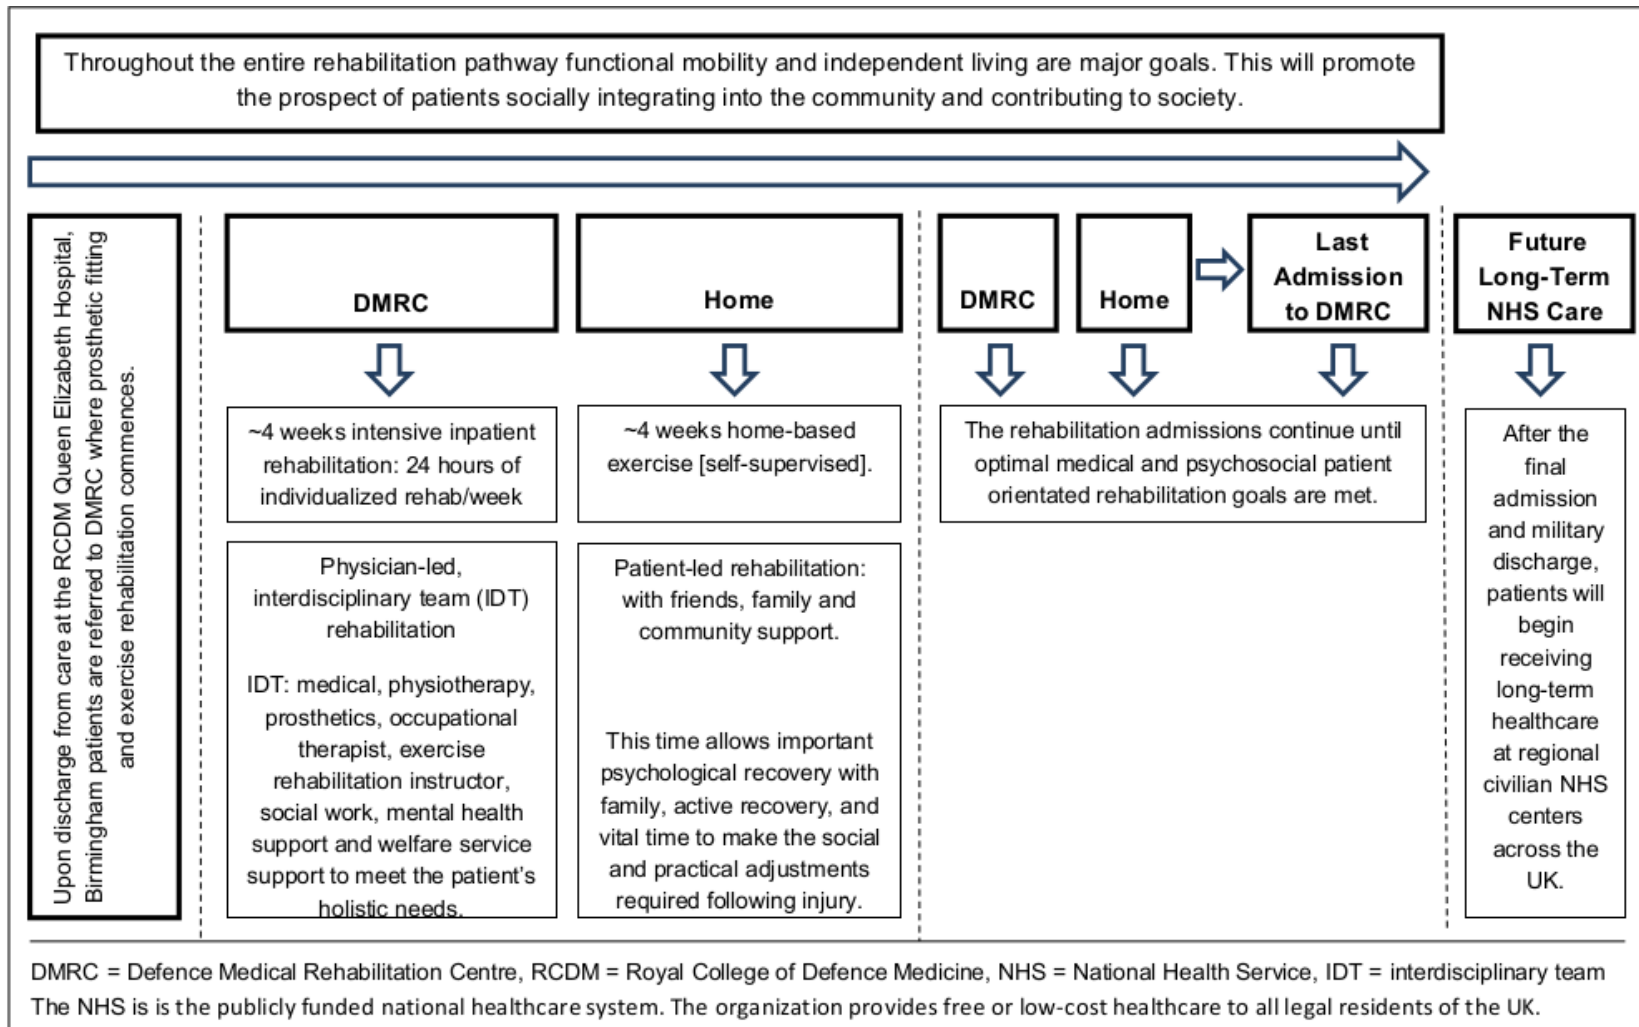 Throughout the entire rehabilitation pathway functional mobility and independent living are major goals. This will promote
the prospect of patients socially integrating into the community and contributing to society.
Upon discharge from care at the RCDM Queen Elizabeth Hospital,
Birmingham patients are referred to DMRC where prosthetic fitting
and exercise rehabilitation commences.
DMRC
~4 weeks intensive inpatient
rehabilitation: 24 hours of
individualized rehab/week
Physician-led,
interdisciplinary team (IDT)
rehabilitation
IDT: medical, physiotherapy,
prosthetics, occupational
therapist, exercise
rehabilitation instructor,
social work, mental health
support and welfare service
support to meet the patient’s
holistic needs.
Home
~4 weeks home-based
exercise [self-supervised].
Patient-led rehabilitation:
with friends, family and
community support.
This time allows important
psychological recovery with
family, active recovery, and
vital time to make the social
and practical adjustments
required following injury.
DMRC
Home
Last
Admission
to DMRC
The rehabilitation admissions continue until
optimal medical and psychosocial patient
orientated rehabilitation goals are met.
Future
Long-Term
NHS Care
After the
final
admission
and military
discharge,
patients will
begin
receiving
long-term
healthcare
at regional
civilian NHS
centers
across the
UK.
DMRC = Defence Medical Rehabilitation Centre, RCDM = Royal College of Defence Medicine, NHS = National Health Service, IDT = interdisciplinary team
The NHS is is the publicly funded national healthcare system. The organization provides free or low-cost healthcare to all legal residents of the UK.